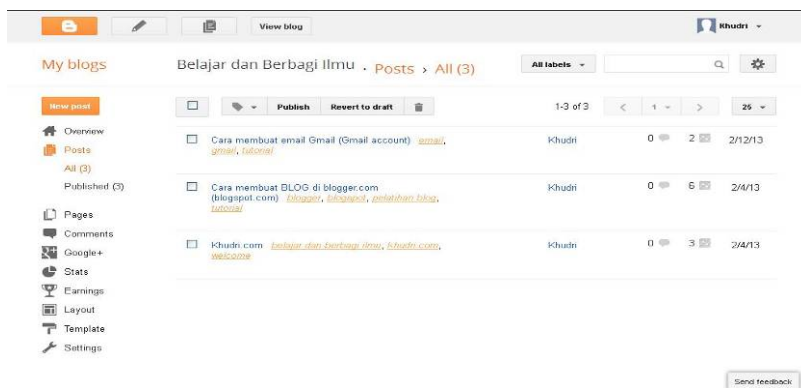 View blog
Khudri
My blogs
Belajar dan Berbagi Ilmu · Posts › All (3)
All labels
New post
Publish Revert to draft
1-3 of 3
1
25
Overview
Posts
All (3)
Published (3)
Pages
Comments
Google+
Stats
Earnings
Layout
Template
Settings
Cara membuat email Gmail (Gmail account) email,
gmail, tutorial
Khudri 0 2 2/12/13
Cara membuat BLOG di blogger.com
(blogspot.com) blogger, blogspot, pelatihan blog,
tutorial
Khudri 0 6 2/4/13
Khudri.com belajar dan berbagi ilmu, Khudri.com,
welcome
Khudri 0 3 2/4/13
Send feedback